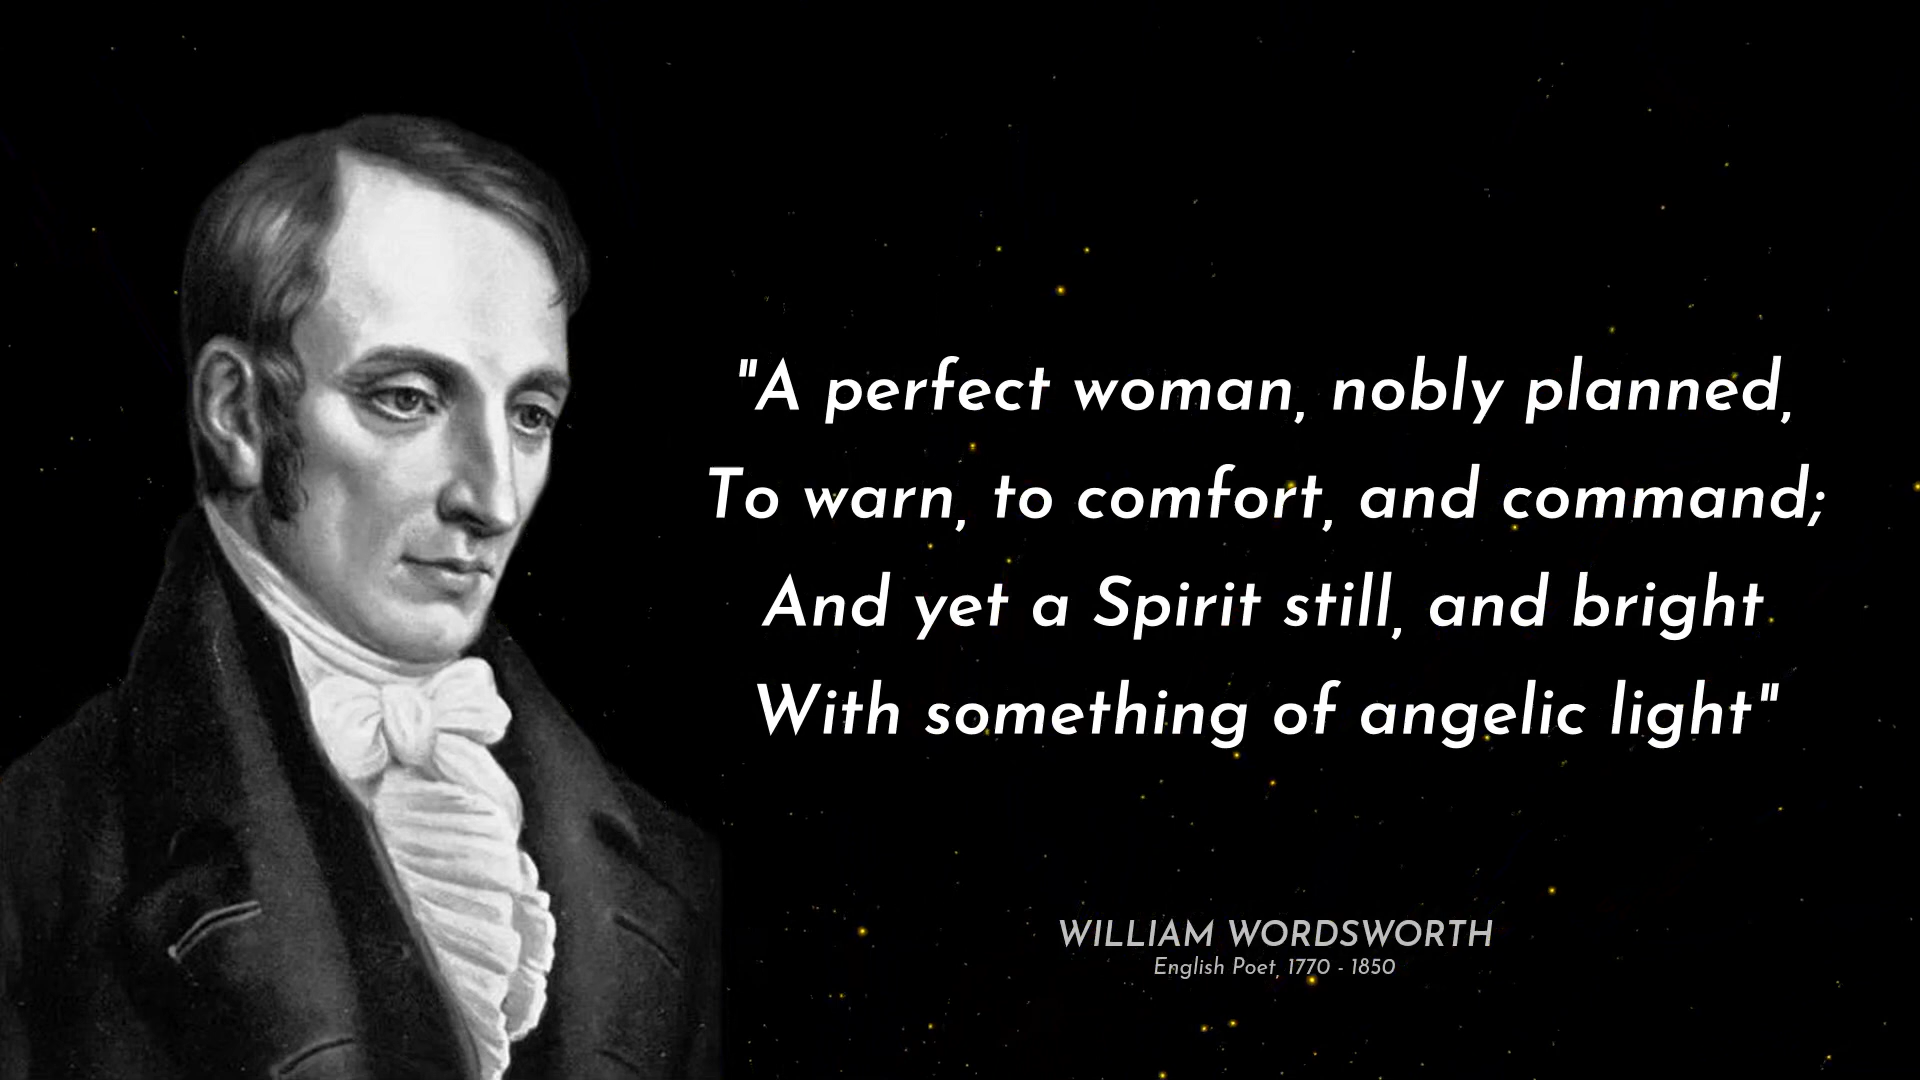 "A perfect woman, nobly planned,
To warn, to comfort, and command;
And yet a Spirit still, and bright
With something of angelic light"
WILLIAM WORDSWORTH
English Poet, 1770 - 1850